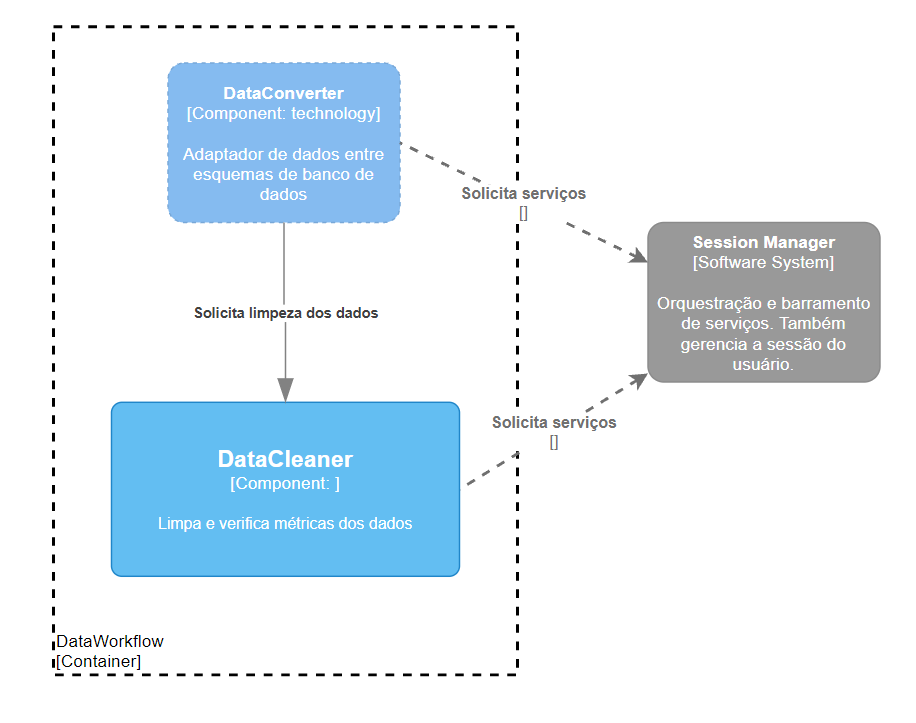 DataConverter
[Component: technology]
Adaptador de dados entre
esquemas de banco de
dados
Solicita serviços
[]
Session Manager
[Software System]
Orquestração e barramento
de serviços. Também
gerencia a sessão do
usuário.
Solicita limpeza dos dados
Solicita serviços
[]
DataCleaner
[Component: ]
Limpa e verifica métricas dos dados
DataWorkflow
[Container]